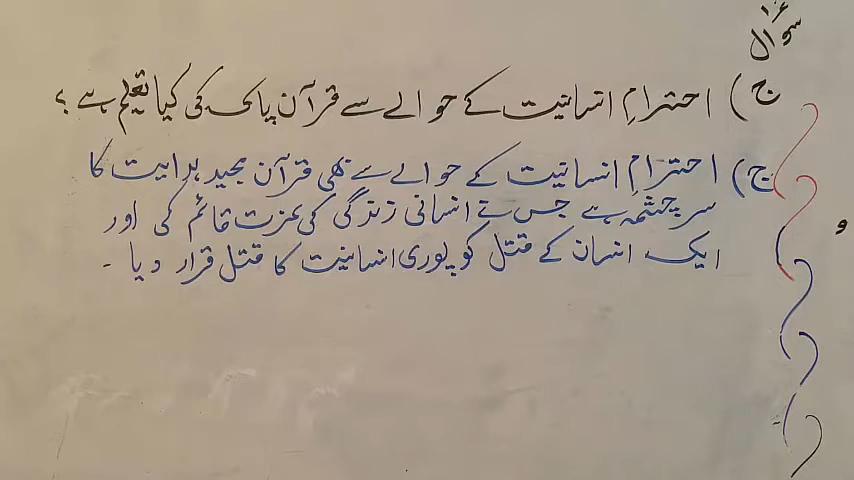 سوال
ج) احترامِ انسانیت کے حوالے سے قرآن پاک کی کیا تعلیم ہے؟
ج) احترامِ انسانیت کے حوالے سے بھی قرآن مجید ہدایت کا
سرچشمہ ہے جس نے انسانی زندگی کی عزت قائم کی اور
ایک انسان کے قتل کو پوری انسانیت کا قتل قرار دیا۔